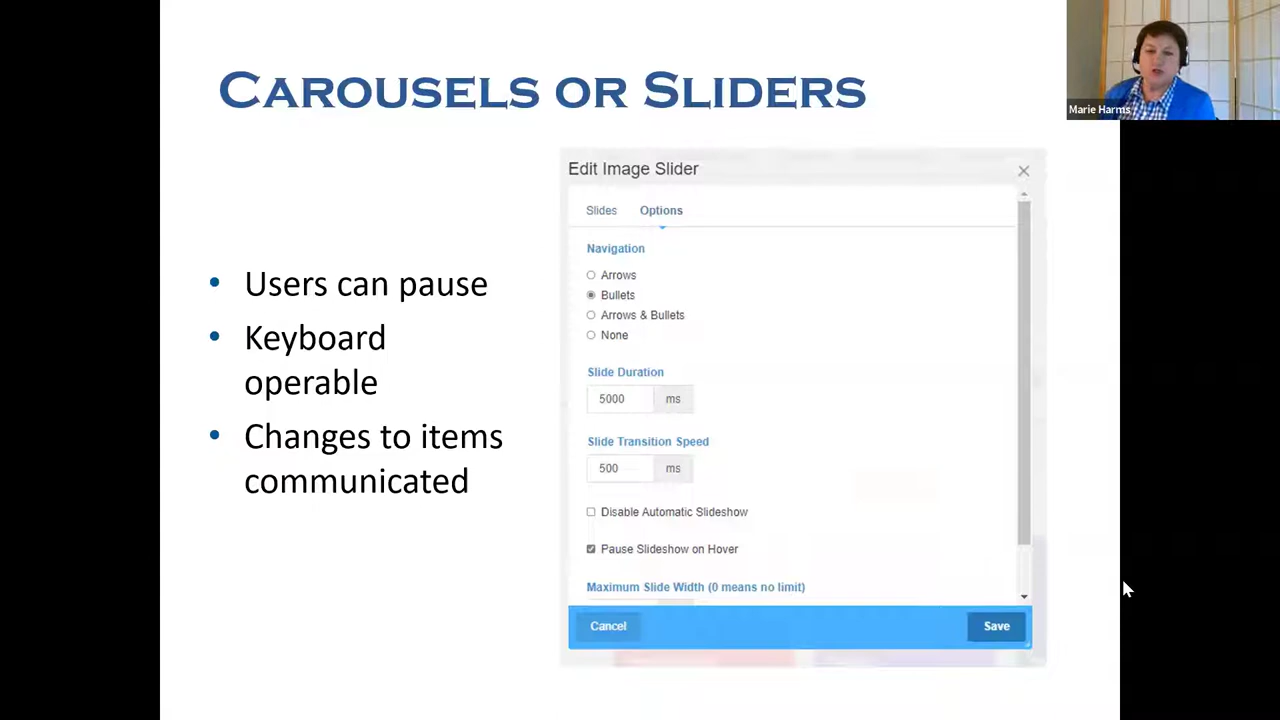 CAROUSELS OR SLIDERS
Marie Harms
• Users can pause
• Keyboard
operable
• Changes to items
communicated
Edit Image Slider
×
Slides Options
Navigation
Arrows
Bullets
Arrows & Bullets
None
Slide Duration
5000 ms
Slide Transition Speed
500 ms
Disable Automatic Slideshow
Pause Slideshow on Hover
Maximum Slide Width (0 means no limit)
Cancel Save